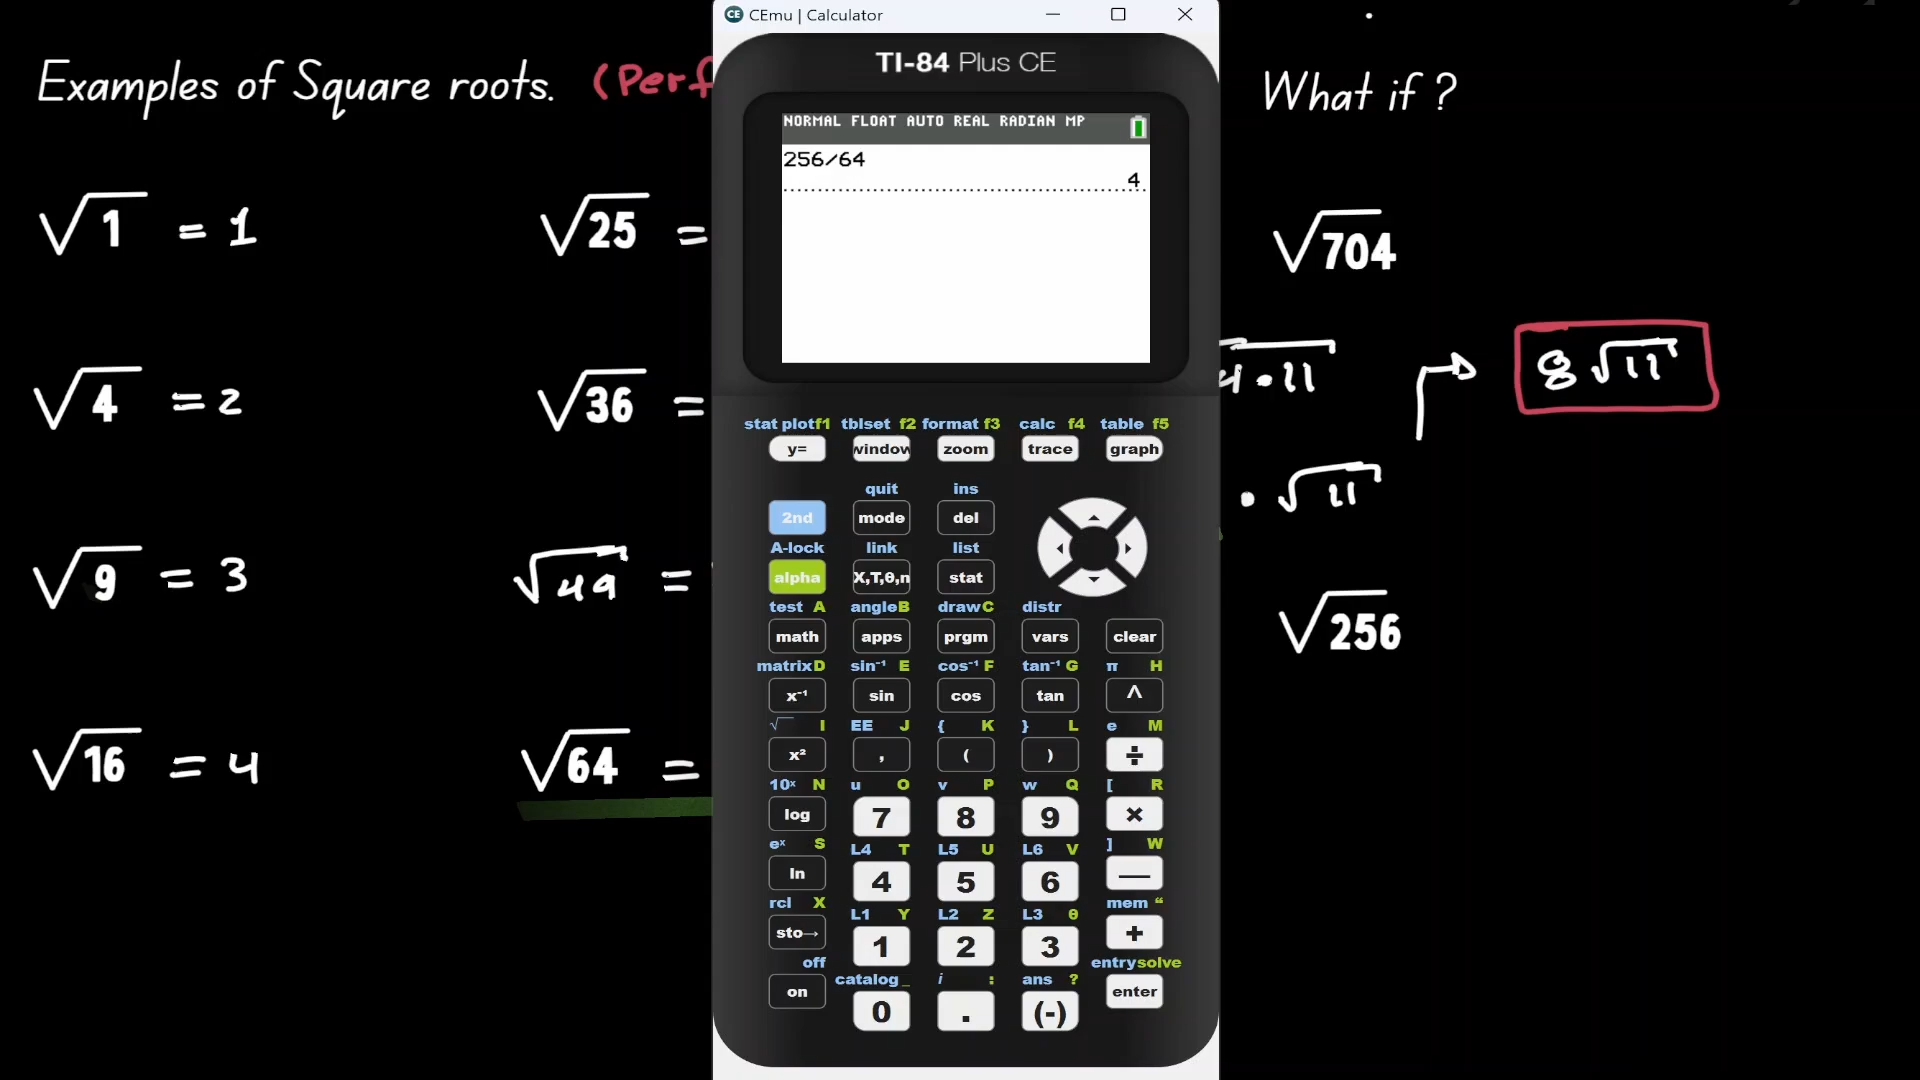 CE CEmu | Calculator
TI-84 Plus CE
Examples of Square roots. (Perf
What if ?
NORMAL FLOAT AUTO REAL RADIAN MP
256/64
4
√1 = 1
√25 =
√704
√4 = 2
√36 =
4·11
8√11
√9 = 3
√49 =
· √11
√256
√16 = 4
√64 =
stat plot f1 tblset f2 format f3 calc f4 table f5
y= window zoom trace graph
quit ins
2nd mode del
A-lock link list
alpha X,T,θ,n stat
test A angle B draw C distr
math apps prgm vars clear
matrix D sin⁻¹ E cos⁻¹ F tan⁻¹ G π H
x⁻¹ sin cos tan ^
√ I EE J { K } L e M
x² , ( ) ÷
10ˣ N u O v P w Q [ R
log 7 8 9 ×
eˣ S L4 T L5 U L6 V ] W
ln 4 5 6 —
rcl X L1 Y L2 Z L3 θ mem “
sto→ 1 2 3 +
off catalog _ i : ans ? entry solve
on 0 . (-) enter